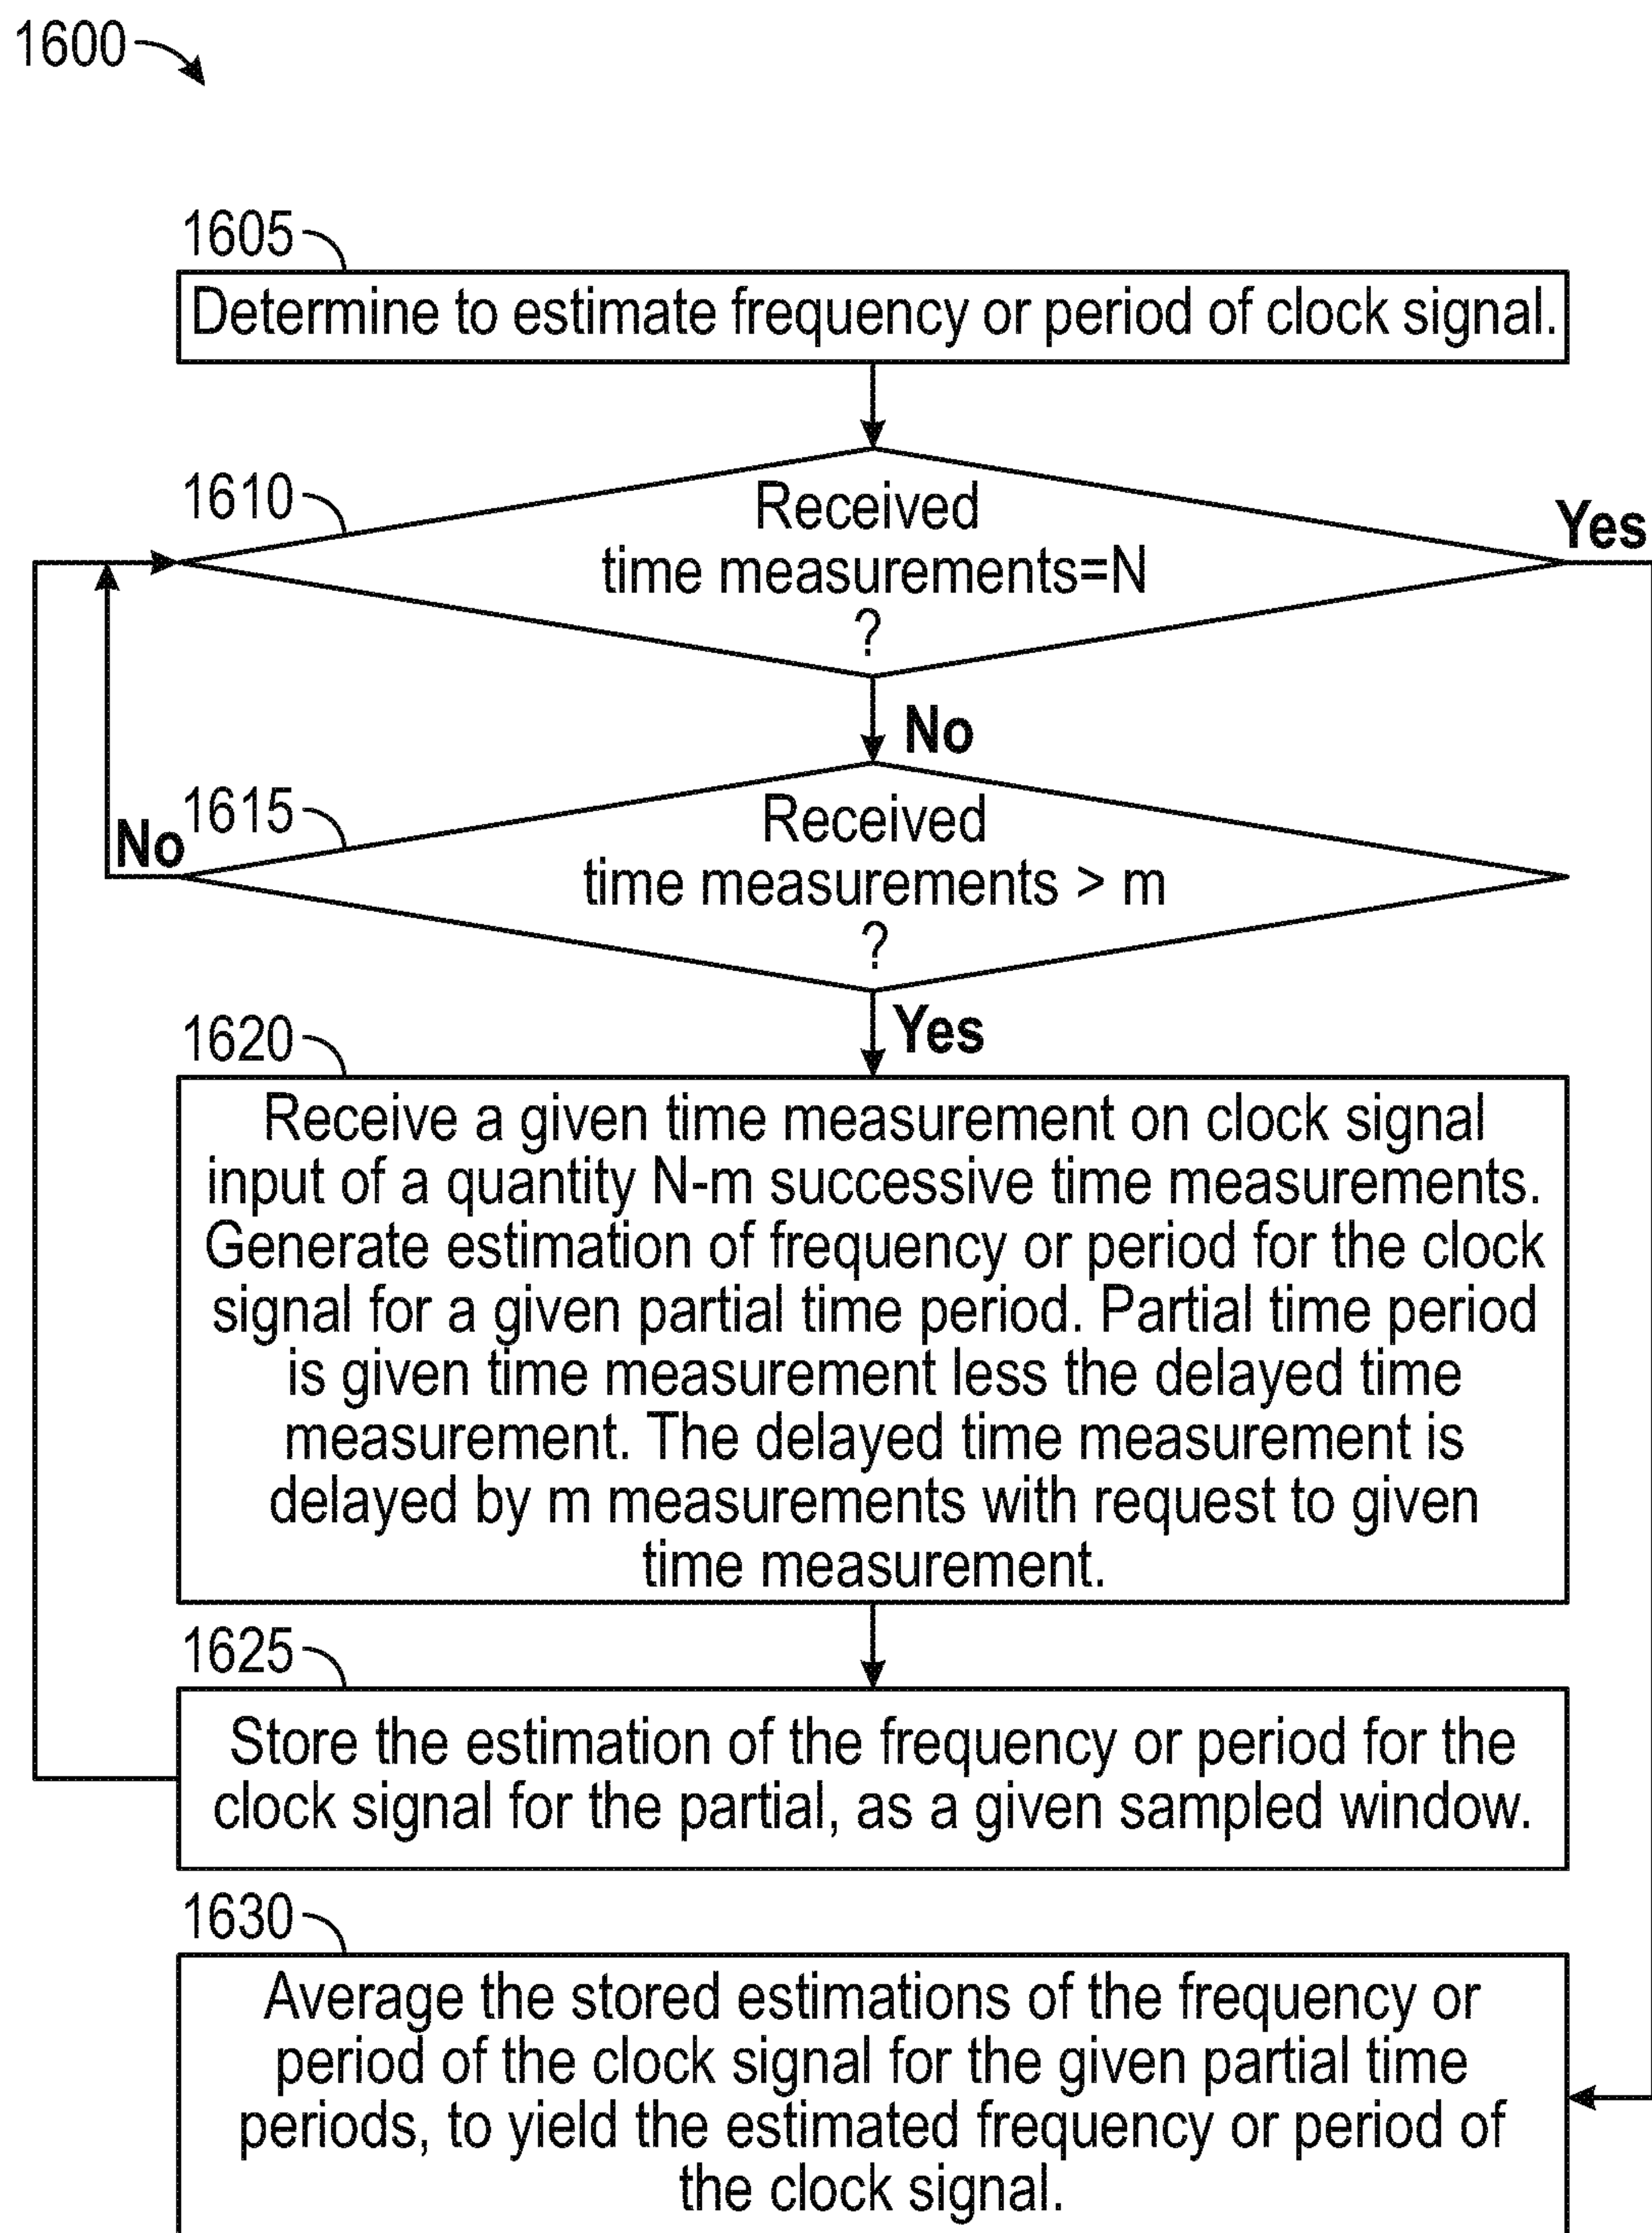 1600
1605
Determine to estimate frequency or period of clock signal.
1610
Received
time measurements=N
?
Yes
No
1615
Received
time measurements > m
?
No
Yes
1620
Receive a given time measurement on clock signal
input of a quantity N-m successive time measurements.
Generate estimation of frequency or period for the clock
signal for a given partial time period. Partial time period
is given time measurement less the delayed time
measurement. The delayed time measurement is
delayed by m measurements with request to given
time measurement.
1625
Store the estimation of the frequency or period for the
clock signal for the partial, as a given sampled window.
1630
Average the stored estimations of the frequency or
period of the clock signal for the given partial time
periods, to yield the estimated frequency or period of
the clock signal.